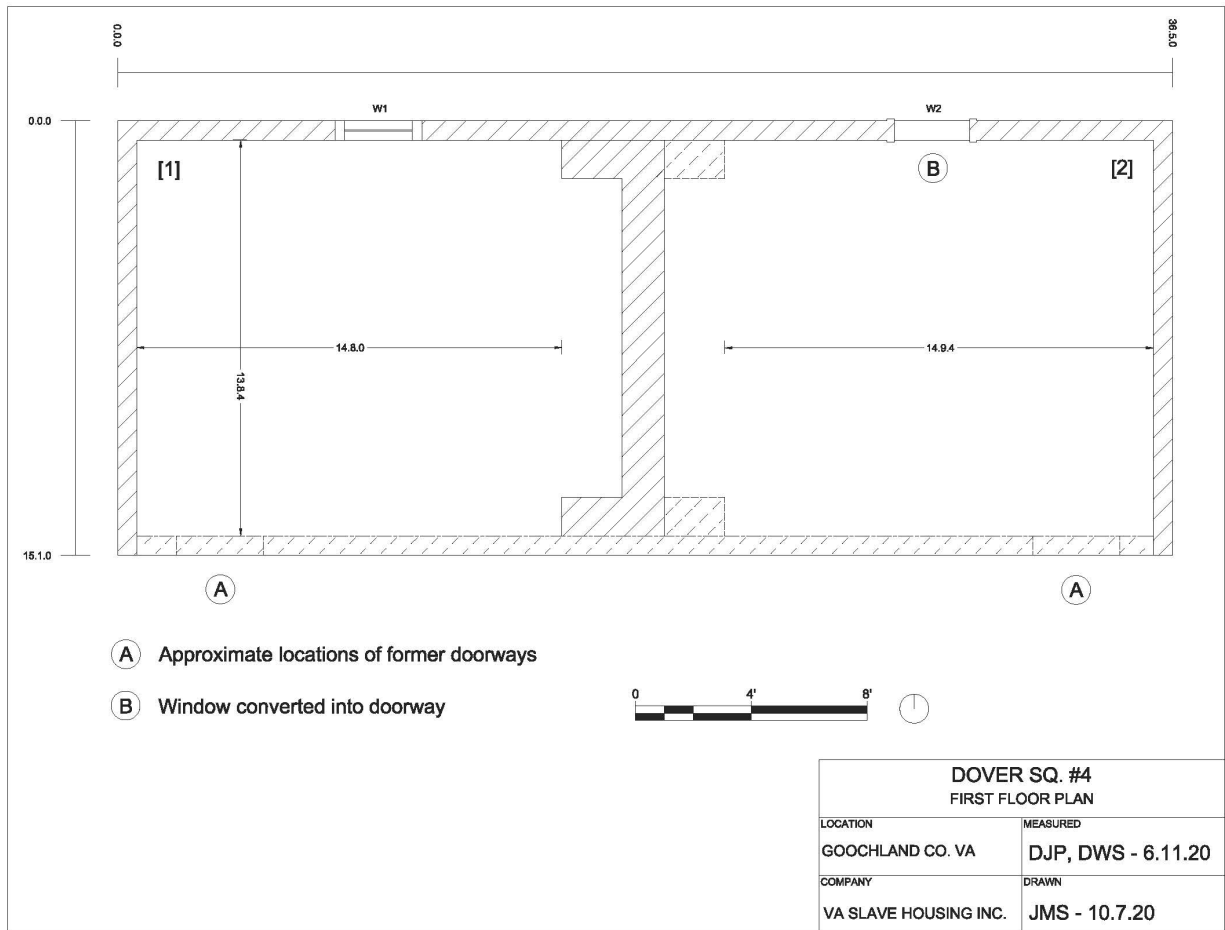 0.0.0
36.5.0
W1
W2
0.0.0
[1]
B
[2]
14.8.0
14.9.4
13.8.4
15.1.0
A
A
A Approximate locations of former doorways
B Window converted into doorway
0 4' 8'
DOVER SQ. #4
FIRST FLOOR PLAN
LOCATION
GOOCHLAND CO. VA
MEASURED
DJP, DWS - 6.11.20
COMPANY
VA SLAVE HOUSING INC.
DRAWN
JMS - 10.7.20